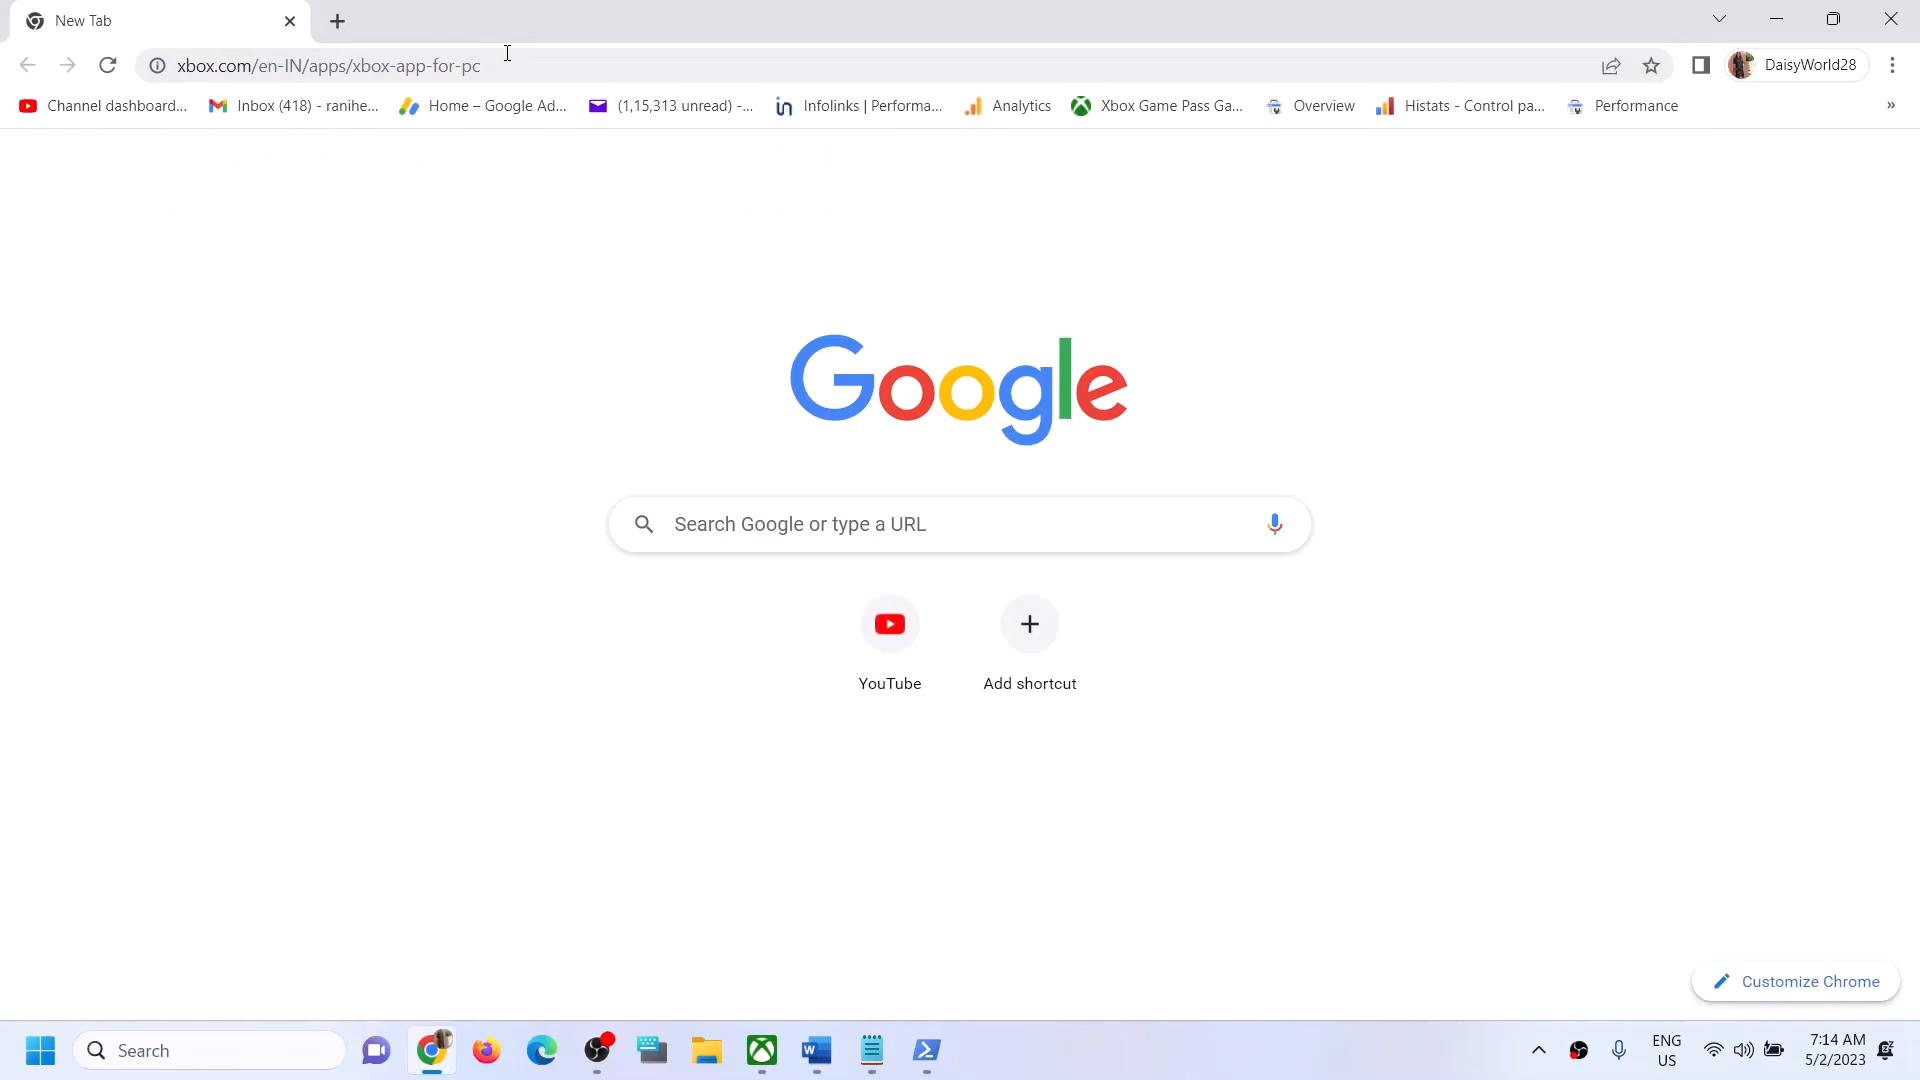 New Tab
xbox.com/en-IN/apps/xbox-app-for-pc
DaisyWorld28
Channel dashboard... Inbox (418) - ranihe... Home – Google Ad... (1,15,313 unread) -... in Infolinks | Performa... Analytics Xbox Game Pass Ga... Overview Histats - Control pa... Performance »
Google
Search Google or type a URL
YouTube Add shortcut
Customize Chrome
Search
W
ENG
US
7:14 AM
5/2/2023